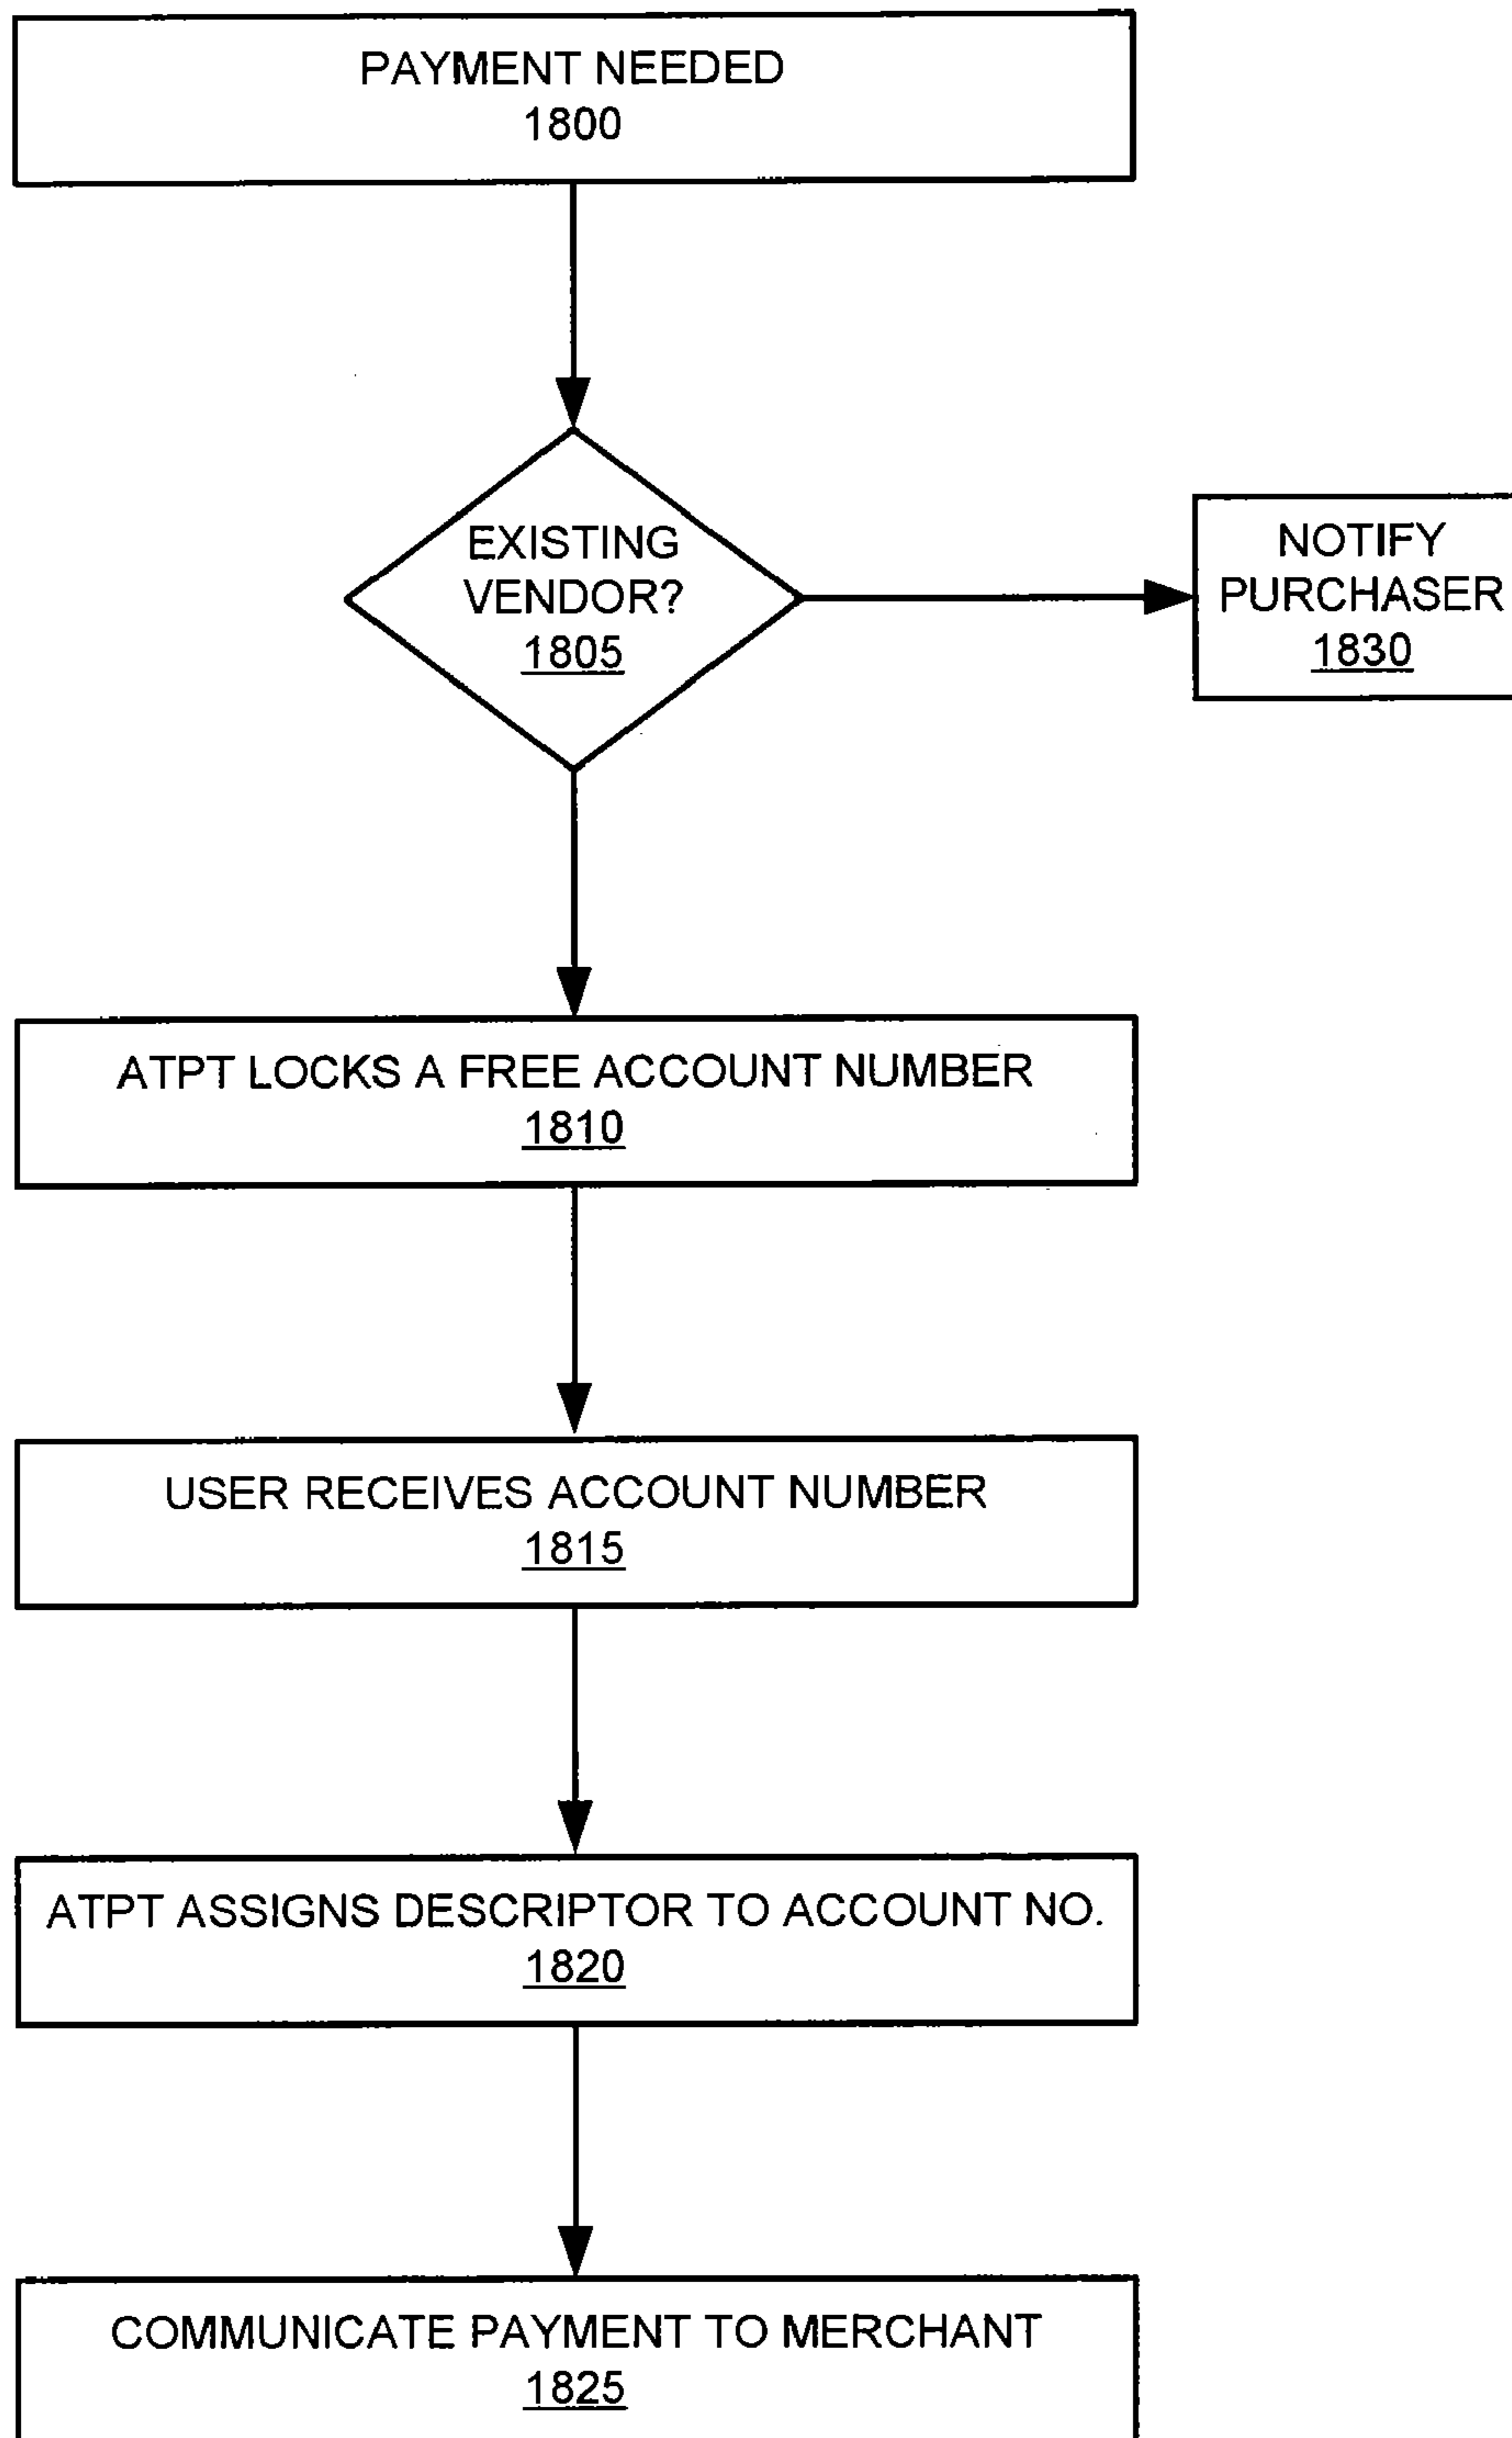 PAYMENT NEEDED
1800
EXISTING
VENDOR?
1805
NOTIFY
PURCHASER
1830
ATPT LOCKS A FREE ACCOUNT NUMBER
1810
USER RECEIVES ACCOUNT NUMBER
1815
ATPT ASSIGNS DESCRIPTOR TO ACCOUNT NO.
1820
COMMUNICATE PAYMENT TO MERCHANT
1825